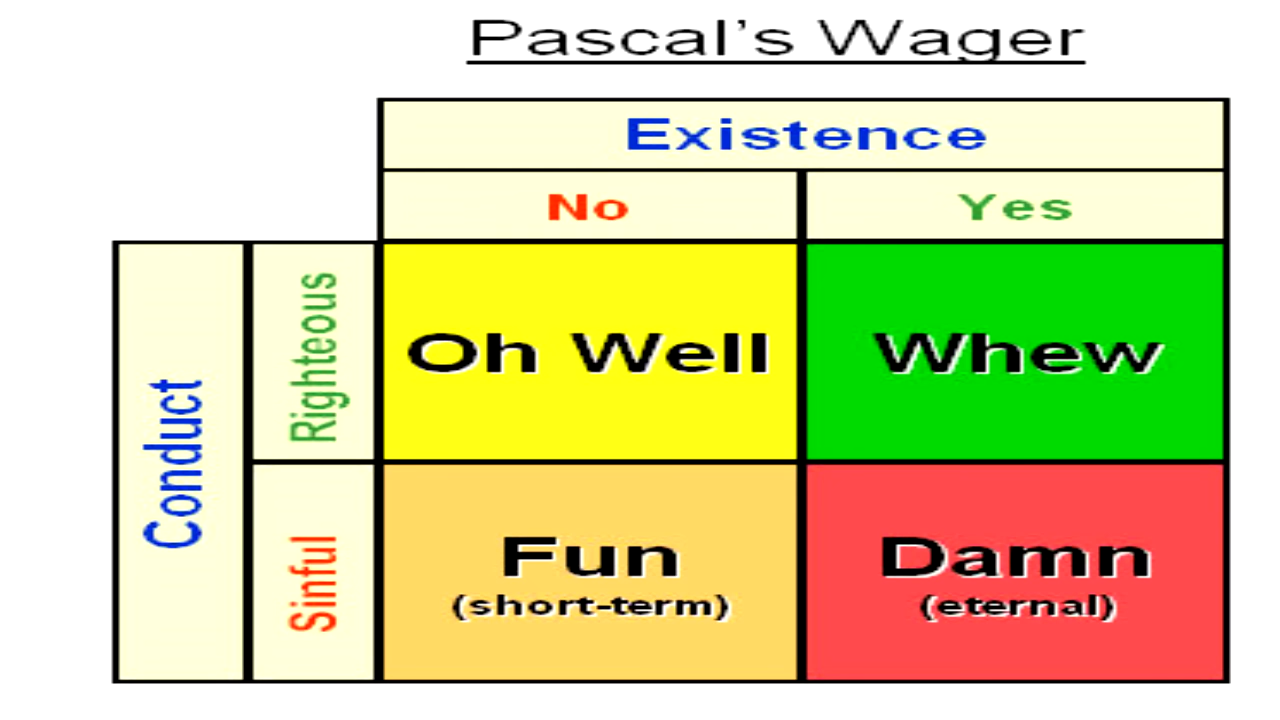 Pascal’s Wager
Existence
No
Yes
Conduct
Righteous
Oh Well
Whew
Sinful
Fun
(short-term)
Damn
(eternal)